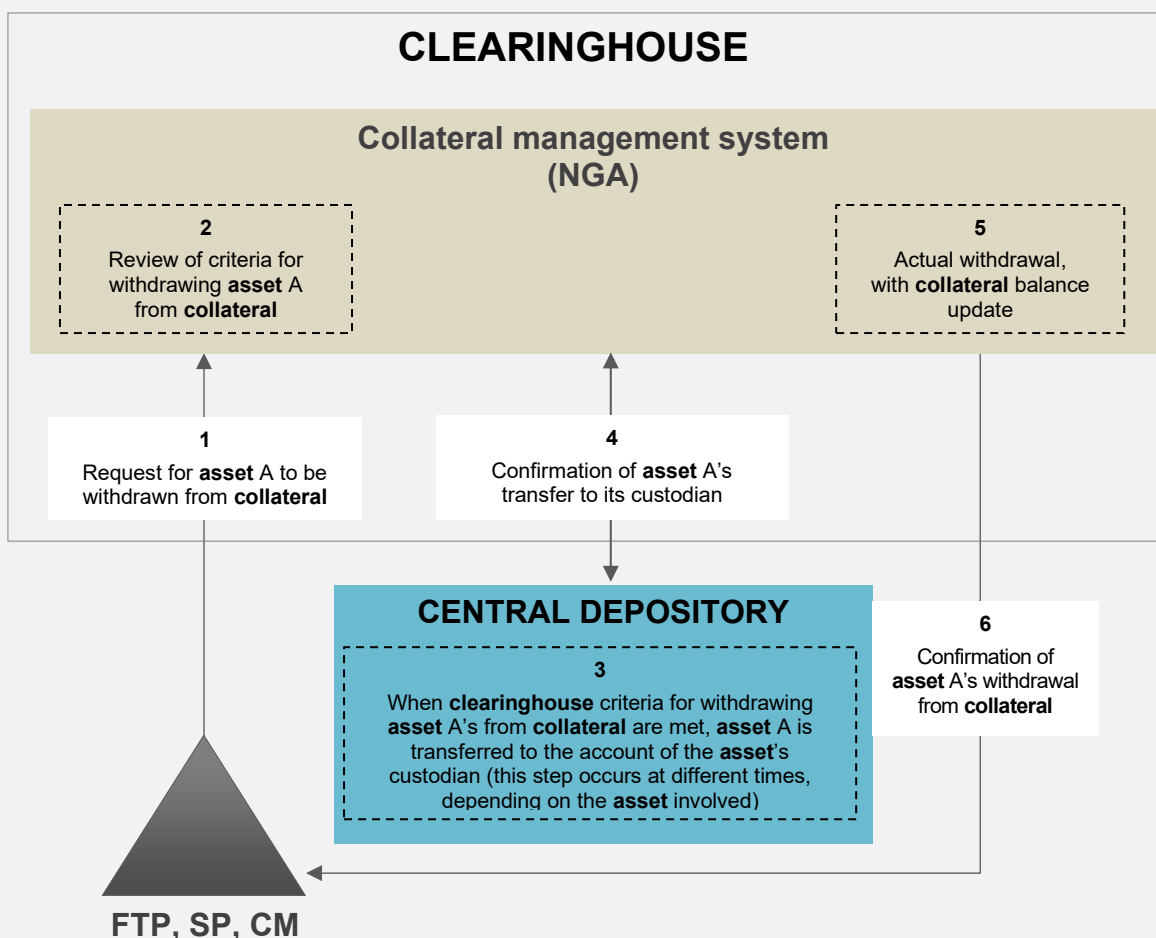 CLEARINGHOUSE
Collateral management system
(NGA)
2
Review of criteria for
withdrawing asset A
from collateral
5
Actual withdrawal,
with collateral balance
update
1
Request for asset A to be
withdrawn from collateral
4
Confirmation of asset A's
transfer to its custodian
CENTRAL DEPOSITORY
3
When clearinghouse criteria for withdrawing
asset A's from collateral are met, asset A is
transferred to the account of the asset's
custodian (this step occurs at different times,
depending on the asset involved)
6
Confirmation of
asset A's withdrawal
from collateral
FTP, SP, CM